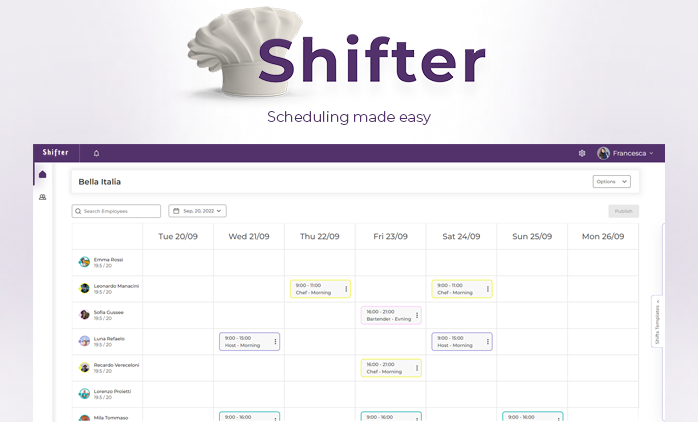 Shifter
Scheduling made easy
Shifter
Francesca
Bella Italia
Options
Search Employees
Sep, 20, 2022
Publish
Tue 20/09 Wed 21/09 Thu 22/09 Fri 23/09 Sat 24/09 Sun 25/09 Mon 26/09
Emma Rossi
19.5 / 20
Leonardo Manacini
19.5 / 20
9:00 - 11:00
Chef - Morning
9:00 - 11:00
Chef - Morning
Sofia Gussee
19.5 / 20
16:00 - 21:00
Bartender - Evning
Luna Refaelo
19.5 / 20
9:00 - 15:00
Host - Morning
9:00 - 15:00
Host - Morning
Recardo Vereceloni
19.5 / 20
16:00 - 21:00
Chef - Morning
Lorenzo Proietti
19.5 / 20
Mila Tommaso
9:00 - 16:00
9:00 - 16:00
9:00 - 16:00
Shifts Templates